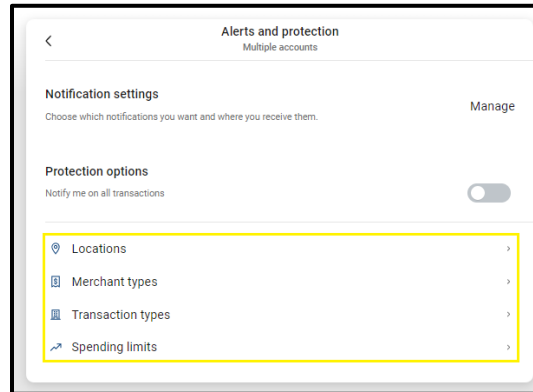 Alerts and protection
Multiple accounts
Notification settings
Manage
Choose which notifications you want and where you receive them.
Protection options
Notify me on all transactions
Locations
Merchant types
Transaction types
Spending limits